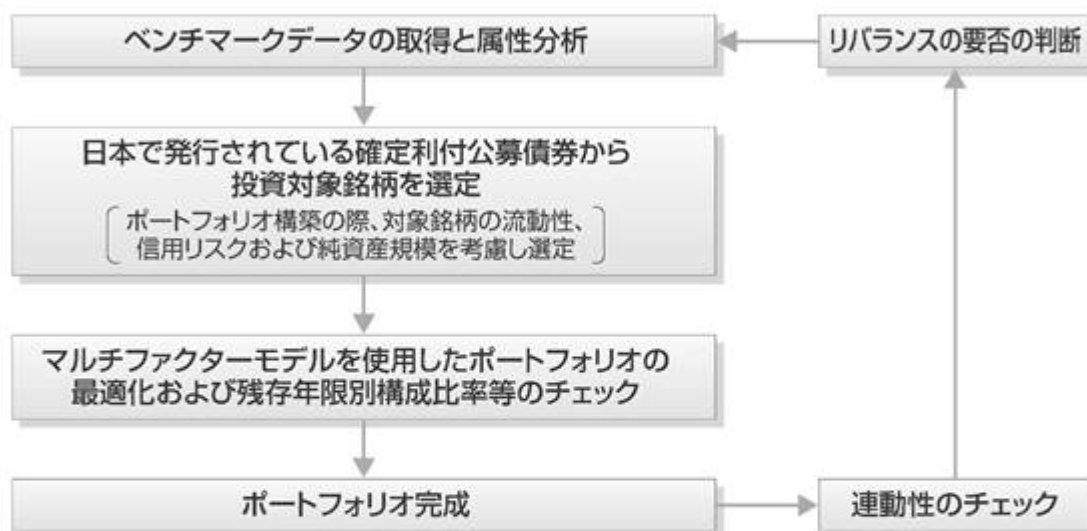 ベンチマークデータの取得と属性分析
リバランスの要否の判断
日本で発行されている確定利付公募債券から
投資対象銘柄を選定
ポートフォリオ構築の際、対象銘柄の流動性、
信用リスクおよび純資産規模を考慮し選定
マルチファクターモデルを使用したポートフォリオの
最適化および残存年限別構成比率等のチェック
ポートフォリオ完成
連動性のチェック